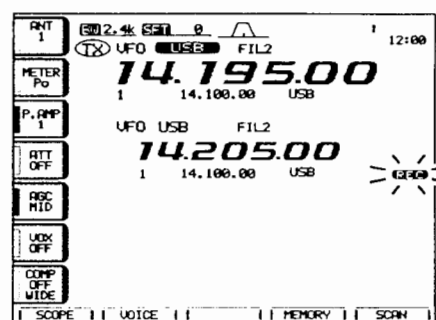 ANT
1
BW 2.4k SFT 0
12:00
TX VFO USB FIL2
14.195.00
1 14.100.00 USB
METER
Po
P.AMP
1
VFO USB FIL2
14.205.00
1 14.100.00 USB
REC
ATT
OFF
AGC
MID
VOX
OFF
COMP
OFF
WIDE
SCOPE VOICE MEMORY SCAN